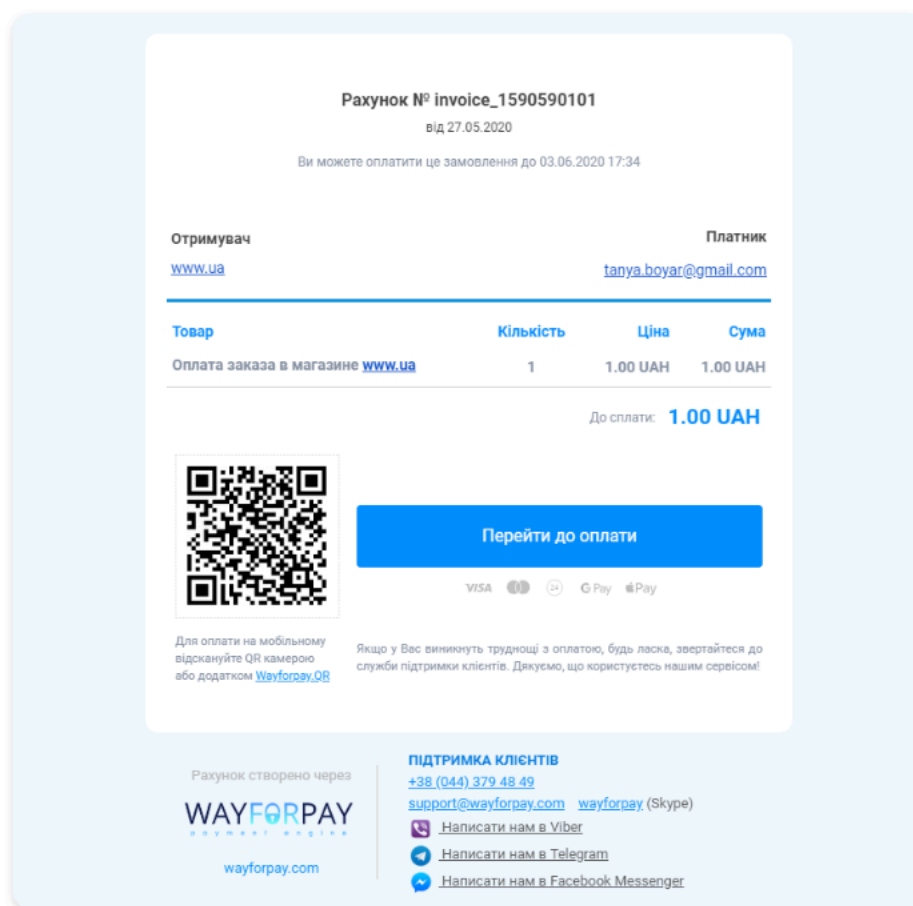 Рахунок № invoice_1590590101
від 27.05.2020
Ви можете оплатити це замовлення до 03.06.2020 17:34
Отримувач Платник
www.ua tanya.boyar@gmail.com
Товар Кількість Ціна Сума
Оплата заказа в магазине www.ua 1 1.00 UAH 1.00 UAH
До сплати: 1.00 UAH
Перейти до оплати
VISA 24 G Pay Pay
Для оплати на мобільному
відскануйте QR камерою
або додатком Wayforpay.QR
Якщо у Вас виникнуть труднощі з оплатою, будь ласка, звертайтеся до
служби підтримки клієнтів. Дякуємо, що користуєтесь нашим сервісом!
Рахунок створено через
WAYFORPAY
payment engine
wayforpay.com
ПІДТРИМКА КЛІЄНТІВ
+38 (044) 379 48 49
support@wayforpay.com wayforpay (Skype)
Написати нам в Viber
Написати нам в Telegram
Написати нам в Facebook Messenger